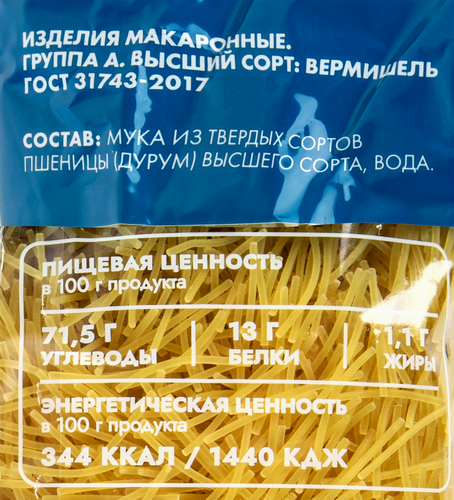 ИЗДЕЛИЯ МАКАРОННЫЕ.
ГРУППА А. ВЫСШИЙ СОРТ: ВЕРМИШЕЛЬ
ГОСТ 31743-2017
СОСТАВ: МУКА ИЗ ТВЕРДЫХ СОРТОВ
ПШЕНИЦЫ (ДУРУМ) ВЫСШЕГО СОРТА, ВОДА.
ПИЩЕВАЯ ЦЕННОСТЬ
в 100 г продукта
71,5 Г 13 Г 1,1 Г
УГЛЕВОДЫ БЕЛКИ ЖИРЫ
ЭНЕРГЕТИЧЕСКАЯ ЦЕННОСТЬ
в 100 г продукта
344 ККАЛ / 1440 КДЖ